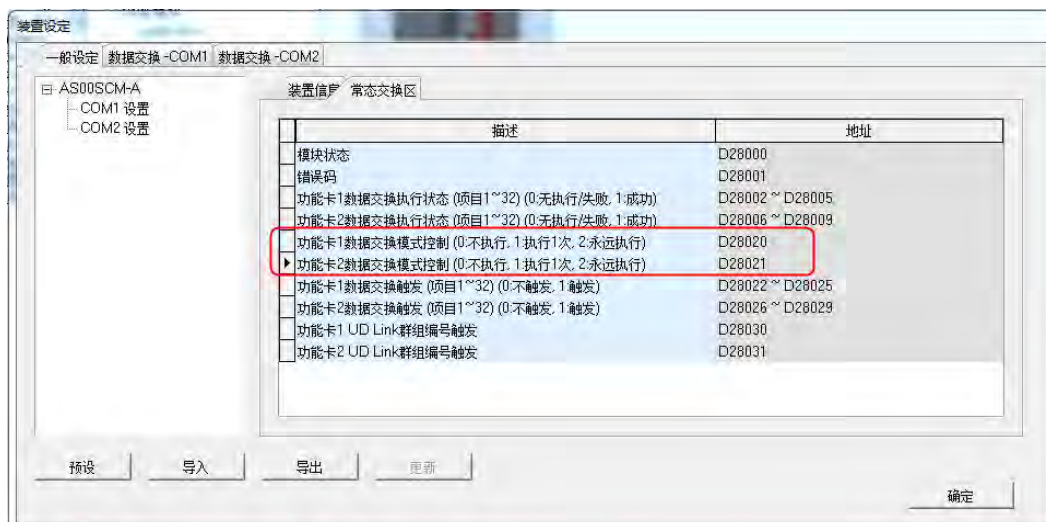 装置设定
一般设定 数据交换 -COM1 数据交换 -COM2
AS00SCM-A
COM1 设置
COM2 设置
装置信息 常态交换区
描述 地址
模块状态 D28000
错误码 D28001
功能卡1数据交换执行状态 (项目1~32) (0:无执行/失败, 1:成功) D28002 ~ D28005
功能卡2数据交换执行状态 (项目1~32) (0:无执行/失败, 1:成功) D28006 ~ D28009
功能卡1数据交换模式控制 (0:不执行, 1:执行1次, 2:永远执行) D28020
功能卡2数据交换模式控制 (0:不执行, 1:执行1次, 2:永远执行) D28021
功能卡1数据交换触发 (项目1~32) (0:不触发, 1:触发) D28022 ~ D28025
功能卡2数据交换触发 (项目1~32) (0:不触发, 1:触发) D28026 ~ D28029
功能卡1 UD Link群组编号触发 D28030
功能卡2 UD Link群组编号触发 D28031
预设 导入 导出 更新
确定